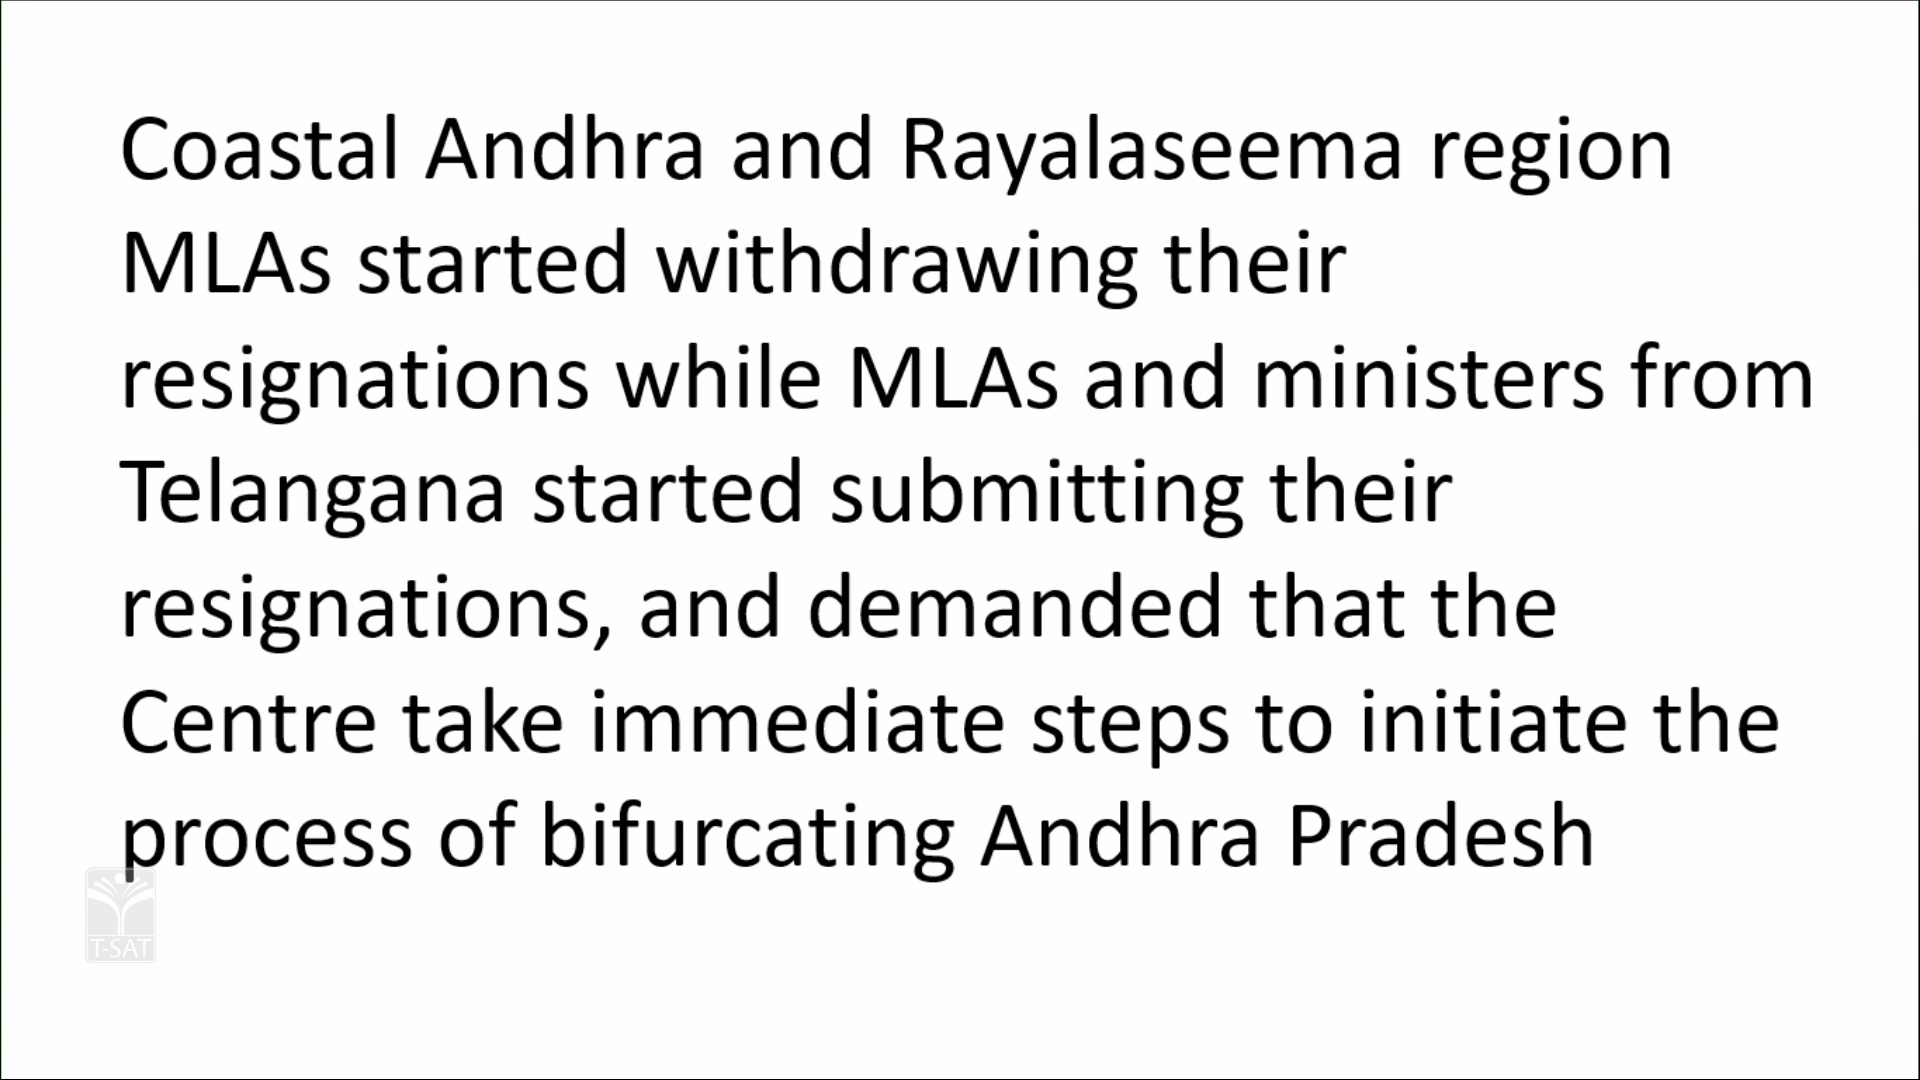 Coastal Andhra and Rayalaseema region
MLAs started withdrawing their
resignations while MLAs and ministers from
Telangana started submitting their
resignations, and demanded that the
Centre take immediate steps to initiate the
process of bifurcating Andhra Pradesh
T-SAT